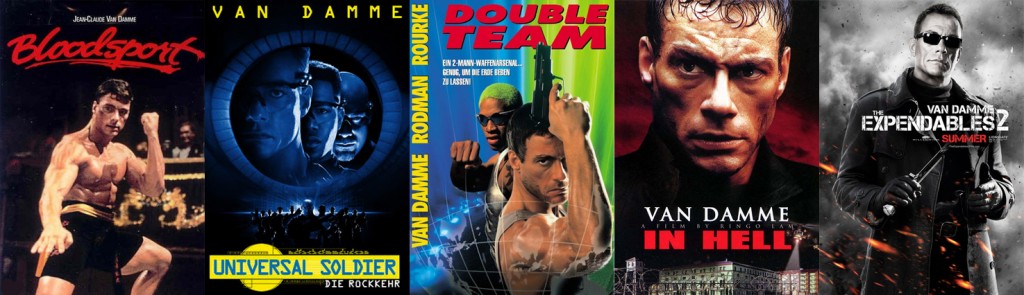 JEAN-CLAUDE VAN DAMME
Bloodsport
VAN DAMME
UNIVERSAL SOLDIER
DIE RÜCKKEHR
VAN DAMME RODMAN ROURKE
DOUBLE
TEAM
EIN 2-MANN-WAFFENARSENAL...
GENUG, UM DIE ERDE BEBEN
ZU LASSEN!
VAN DAMME
A FILM BY RINGO LAM
IN HELL
VAN DAMME
THE EXPENDABLES 2
SUMMER